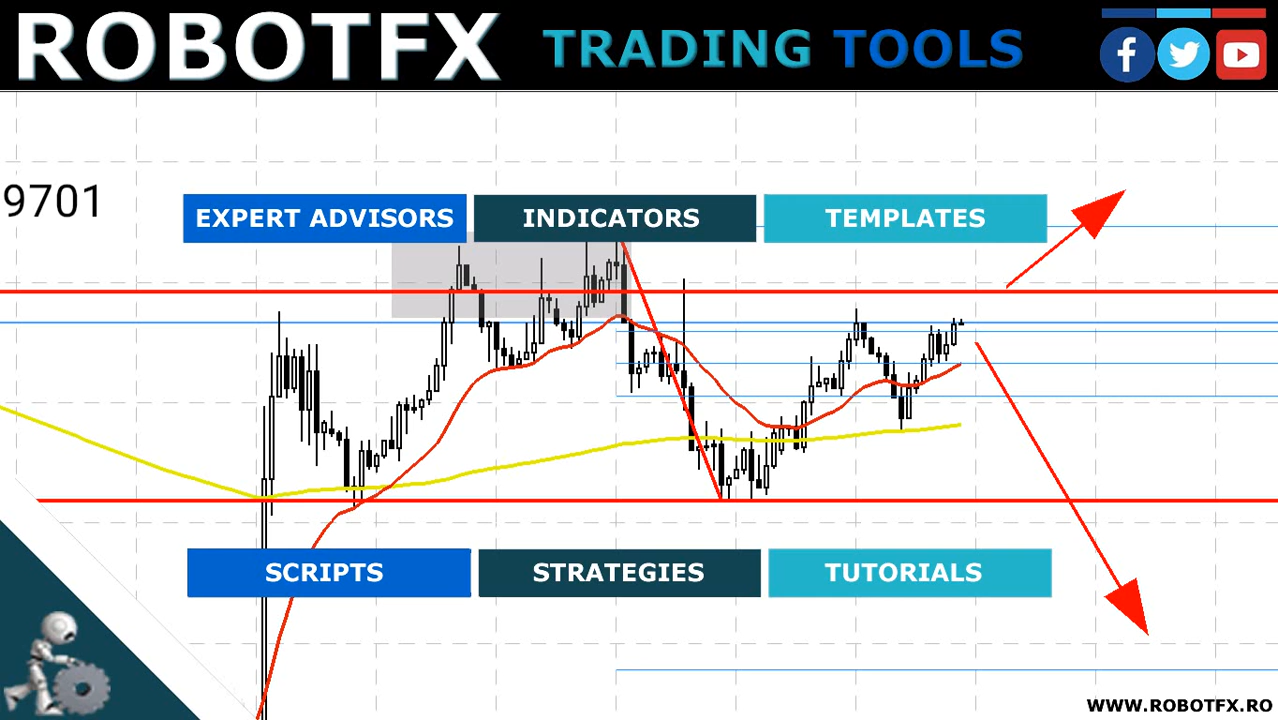 ROBOTFX TRADING TOOLS
9701
EXPERT ADVISORS INDICATORS TEMPLATES
SCRIPTS STRATEGIES TUTORIALS
WWW.ROBOTFX.RO